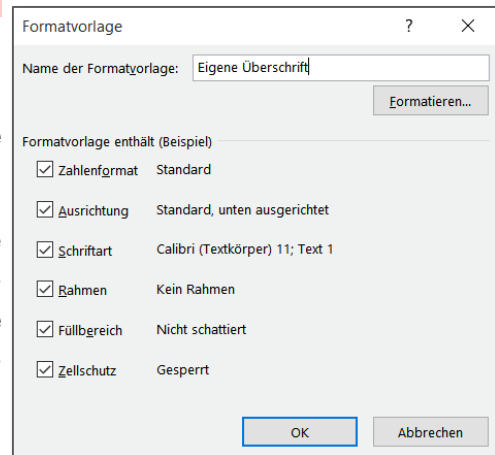 Formatvorlage ? ×
Name der Formatvorlage: Eigene Überschrift
Formatieren...
Formatvorlage enthält (Beispiel)
Zahlenformat Standard
Ausrichtung Standard, unten ausgerichtet
Schriftart Calibri (Textkörper) 11; Text 1
Rahmen Kein Rahmen
Füllbereich Nicht schattiert
Zellschutz Gesperrt
OK Abbrechen